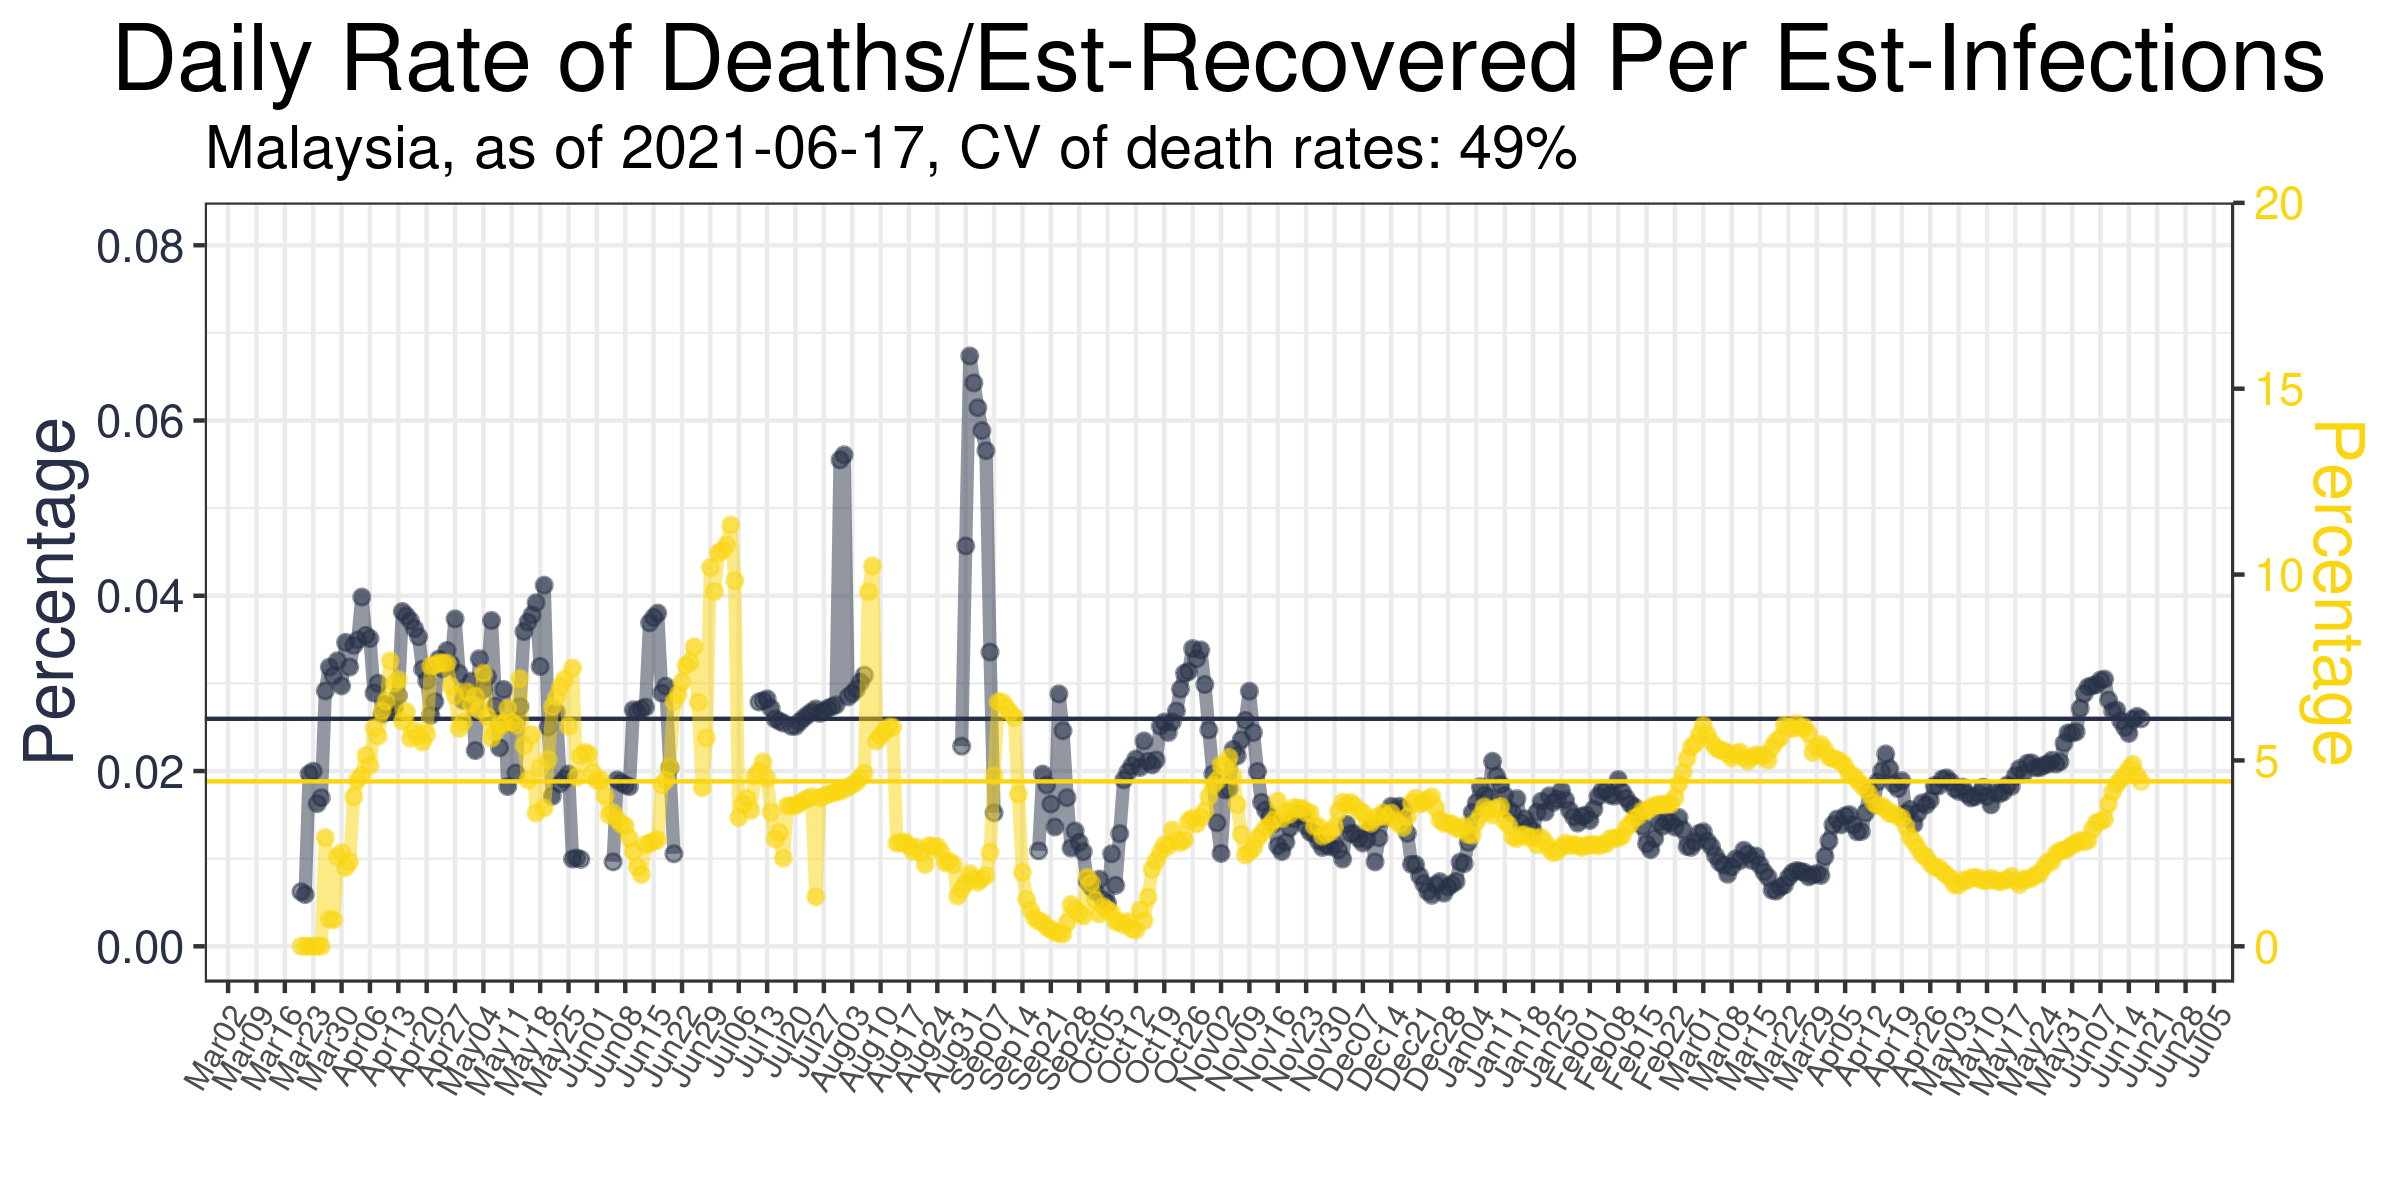 Daily Rate of Deaths/Est-Recovered Per Est-Infections
Malaysia, as of 2021-06-17, CV of death rates: 49%
Percentage
0.08
0.06
0.04
0.02
0.00
20
15
10
5
0
Percentage
Mar02
Mar09
Mar16
Mar23
Mar30
Apr06
Apr13
Apr20
Apr27
May04
May11
May18
May25
Jun01
Jun08
Jun15
Jun22
Jun29
Jul06
Jul13
Jul20
Jul27
Aug03
Aug10
Aug17
Aug24
Aug31
Sep07
Sep14
Sep21
Sep28
Oct05
Oct12
Oct19
Oct26
Nov02
Nov09
Nov16
Nov23
Nov30
Dec07
Dec14
Dec21
Dec28
Jan04
Jan11
Jan18
Jan25
Feb01
Feb08
Feb15
Feb22
Mar01
Mar08
Mar15
Mar22
Mar29
Apr05
Apr12
Apr19
Apr26
May03
May10
May17
May24
May31
Jun07
Jun14
Jun21
Jun28
Jul05